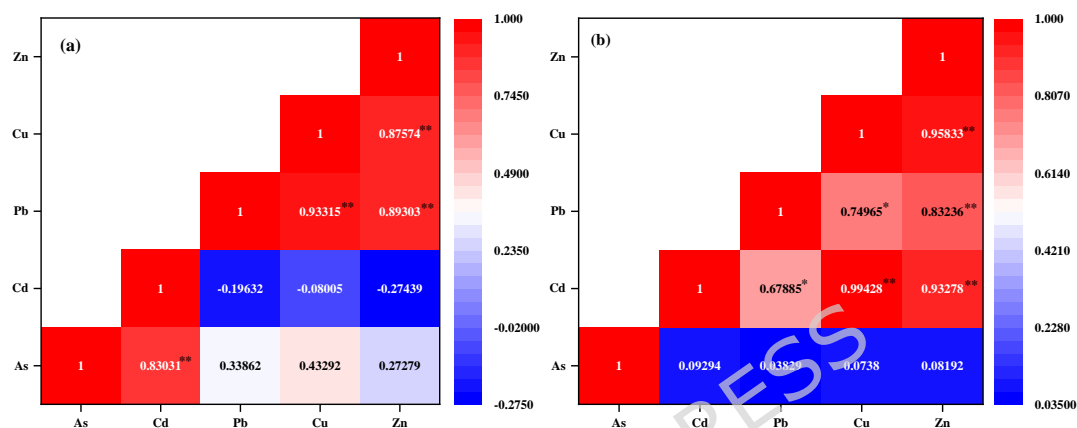 (a)
1.000
Zn
1
0.7450
Cu
1
0.87574**
0.4900
Pb
1
0.93315**
0.89303**
0.2350
Cd
1
-0.19632
-0.08005
-0.27439
-0.02000
As
1
0.83031**
0.33862
0.43292
0.27279
-0.2750
As
Cd
Pb
Cu
Zn
(b)
1.000
Zn
1
0.8070
Cu
1
0.95833**
0.6140
Pb
1
0.74965*
0.83236**
0.4210
Cd
1
0.67885*
0.99428**
0.93278**
0.2280
As
1
0.09294
0.03829
0.0738
0.08192
0.03500
As
Cd
Pb
Cu
Zn
PRESS